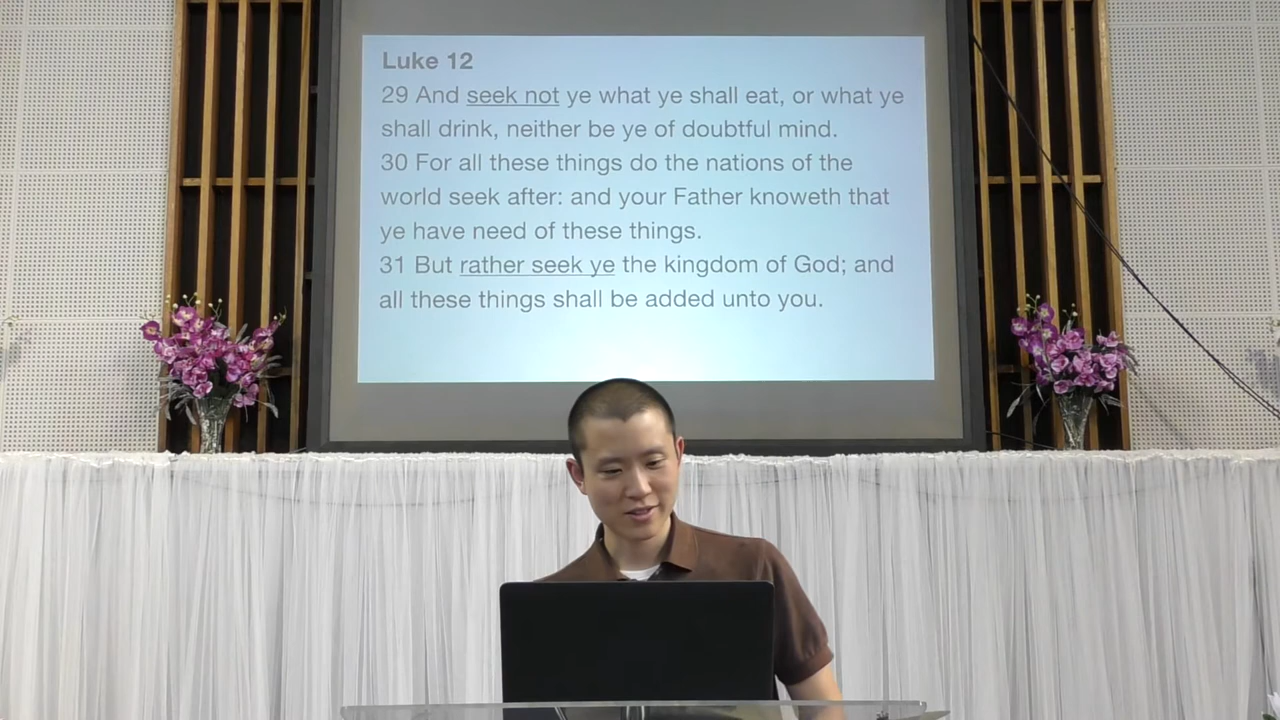 Luke 12
29 And seek not ye what ye shall eat, or what ye
shall drink, neither be ye of doubtful mind.
30 For all these things do the nations of the
world seek after: and your Father knoweth that
ye have need of these things.
31 But rather seek ye the kingdom of God; and
all these things shall be added unto you.